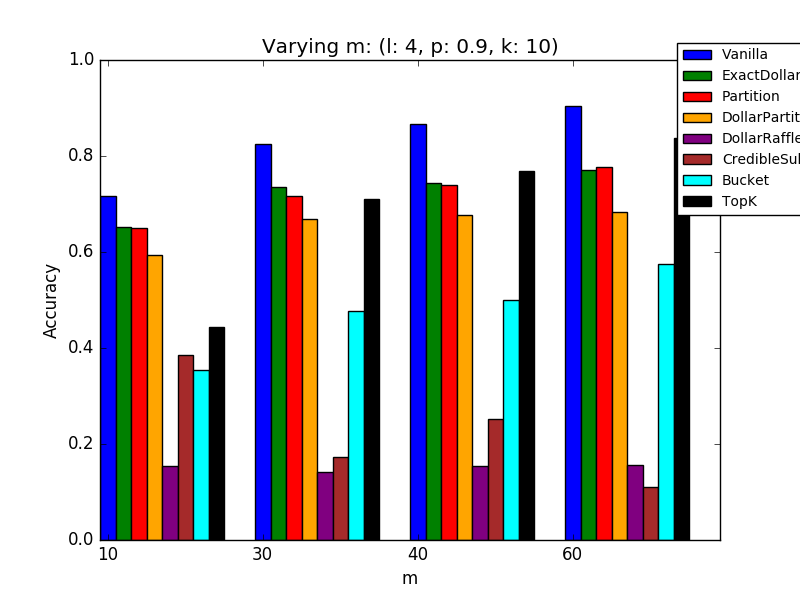 Varying m: (l: 4, p: 0.9, k: 10)
Vanilla
ExactDollar
Partition
DollarPartit
DollarRaffle
CredibleSu
Bucket
TopK
1.0
0.8
0.6
0.4
0.2
0.0
Accuracy
10 30 40 60
m